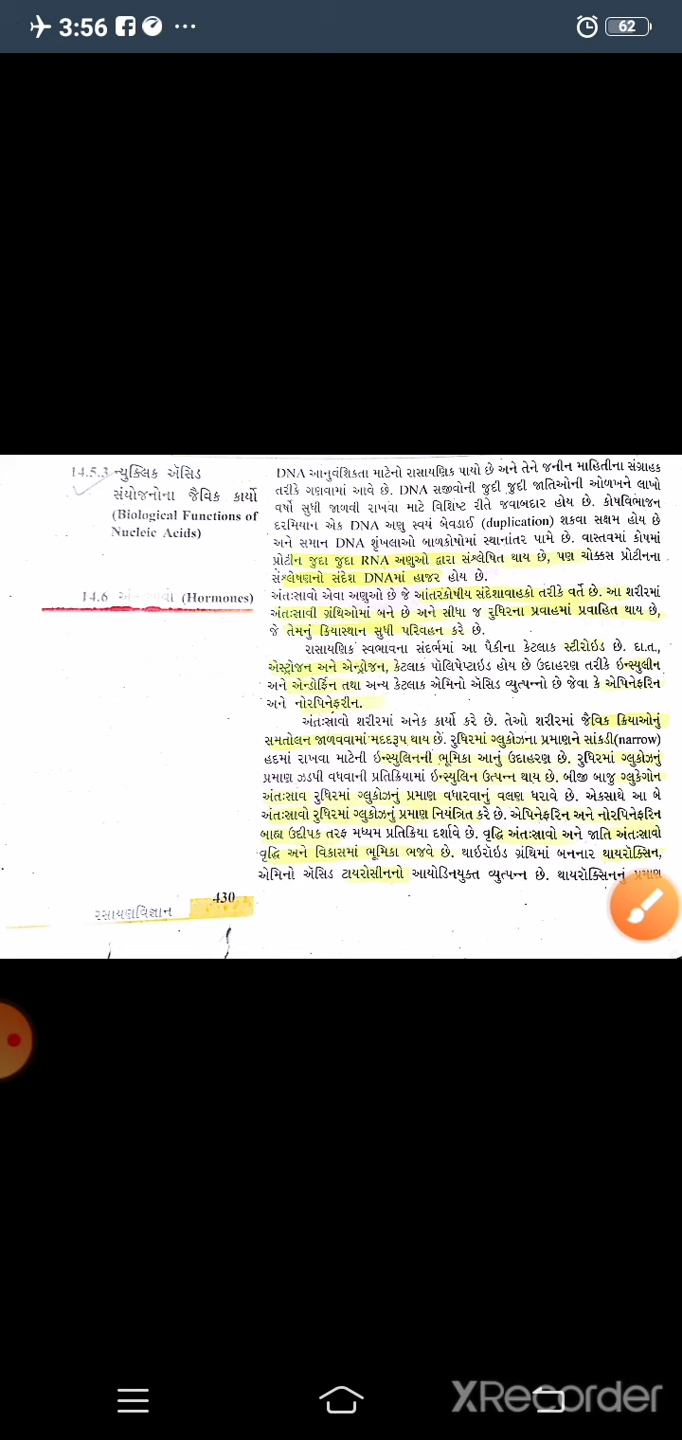 3:56
62
14.5.3 ન્યુક્લિક ઍસિડ
સંયોજનોના જૈવિક કાર્યો
(Biological Functions of
Nucleic Acids)
DNA આનુવંશિકતા માટેનો રાસાયણિક પાયો છે અને તેને જનીન માહિતીના સંગ્રાહક
તરીકે ગણવામાં આવે છે. DNA સજીવોની જુદી જુદી જાતિઓની ઓળખને લાખો
વર્ષો સુધી જાળવી રાખવા માટે વિશિષ્ટ રીતે જવાબદાર હોય છે. કોષવિભાજન
દરમિયાન એક DNA અણુ સ્વયં બેવડાઈ (duplication) શકવા સક્ષમ હોય છે
અને સમાન DNA શૃંખલાઓ બાળકોષોમાં સ્થાનાંતર પામે છે. વાસ્તવમાં કોષમાં
પ્રોટીન જુદા જુદા RNA અણુઓ દ્વારા સંશ્લેષિત થાય છે, પણ ચોક્કસ પ્રોટીનના
સંશ્લેષણનો સંદેશ DNAમાં હાજર હોય છે.
14.6 (Hormones)
અંતઃસ્રાવો એવા અણુઓ છે જે આંતરકોષીય સંદેશાવાહકો તરીકે વર્તે છે. આ શરીરમાં
અંતઃસ્રાવી ગ્રંથિઓમાં બને છે અને સીધા જ રુધિરના પ્રવાહમાં પ્રવાહિત થાય છે,
જે તેમનું ક્રિયાસ્થાન સુધી પરિવહન કરે છે.
રાસાયણિક સ્વભાવના સંદર્ભમાં આ પૈકીના કેટલાક સ્ટીરોઇડ છે. દા.ત.,
એસ્ટ્રોજન અને એન્ડ્રોજન, કેટલાક પોલિપેપ્ટાઇડ હોય છે ઉદાહરણ તરીકે ઇન્સ્યુલીન
અને એન્ડોર્ફિન તથા અન્ય કેટલાક એમિનો ઍસિડ વ્યુત્પન્નો છે જેવા કે એપિનેફરિન
અને નોરપિનેફરીન.
અંતઃસ્રાવો શરીરમાં અનેક કાર્યો કરે છે. તેઓ શરીરમાં જૈવિક ક્રિયાઓનું
સમતોલન જાળવવામાં મદદરૂપ થાય છે. રુધિરમાં ગ્લુકોઝના પ્રમાણને સાંકડી(narrow)
હદમાં રાખવા માટેની ઇન્સ્યુલિનની ભૂમિકા આનું ઉદાહરણ છે. રુધિરમાં ગ્લુકોઝનું
પ્રમાણ ઝડપી વધવાની પ્રતિક્રિયામાં ઇન્સ્યુલિન ઉત્પન્ન થાય છે. બીજી બાજુ ગ્લુકેગોન
અંતઃસ્રાવ રુધિરમાં ગ્લુકોઝનું પ્રમાણ વધારવાનું વલણ ધરાવે છે. એકસાથે આ બે
અંતઃસ્રાવો રુધિરમાં ગ્લુકોઝનું પ્રમાણ નિયંત્રિત કરે છે. એપિનેફરિન અને નોરપિનેફરિન
બાહ્ય ઉદીપક તરફ મધ્યમ પ્રતિક્રિયા દર્શાવે છે. વૃદ્ધિ અંતઃસ્રાવો અને જાતિ અંતઃસ્રાવો
વૃદ્ધિ અને વિકાસમાં ભૂમિકા ભજવે છે. થાઇરૉઇડ ગ્રંથિમાં બનનાર થાયરૉક્સિન,
એમિનો ઍસિડ ટાયરોસીનનો આયોડિનયુક્ત વ્યુત્પન્ન છે. થાયરૉક્સિનનું પ્રમાણ
430
રસાયણવિજ્ઞાન
XRecorder